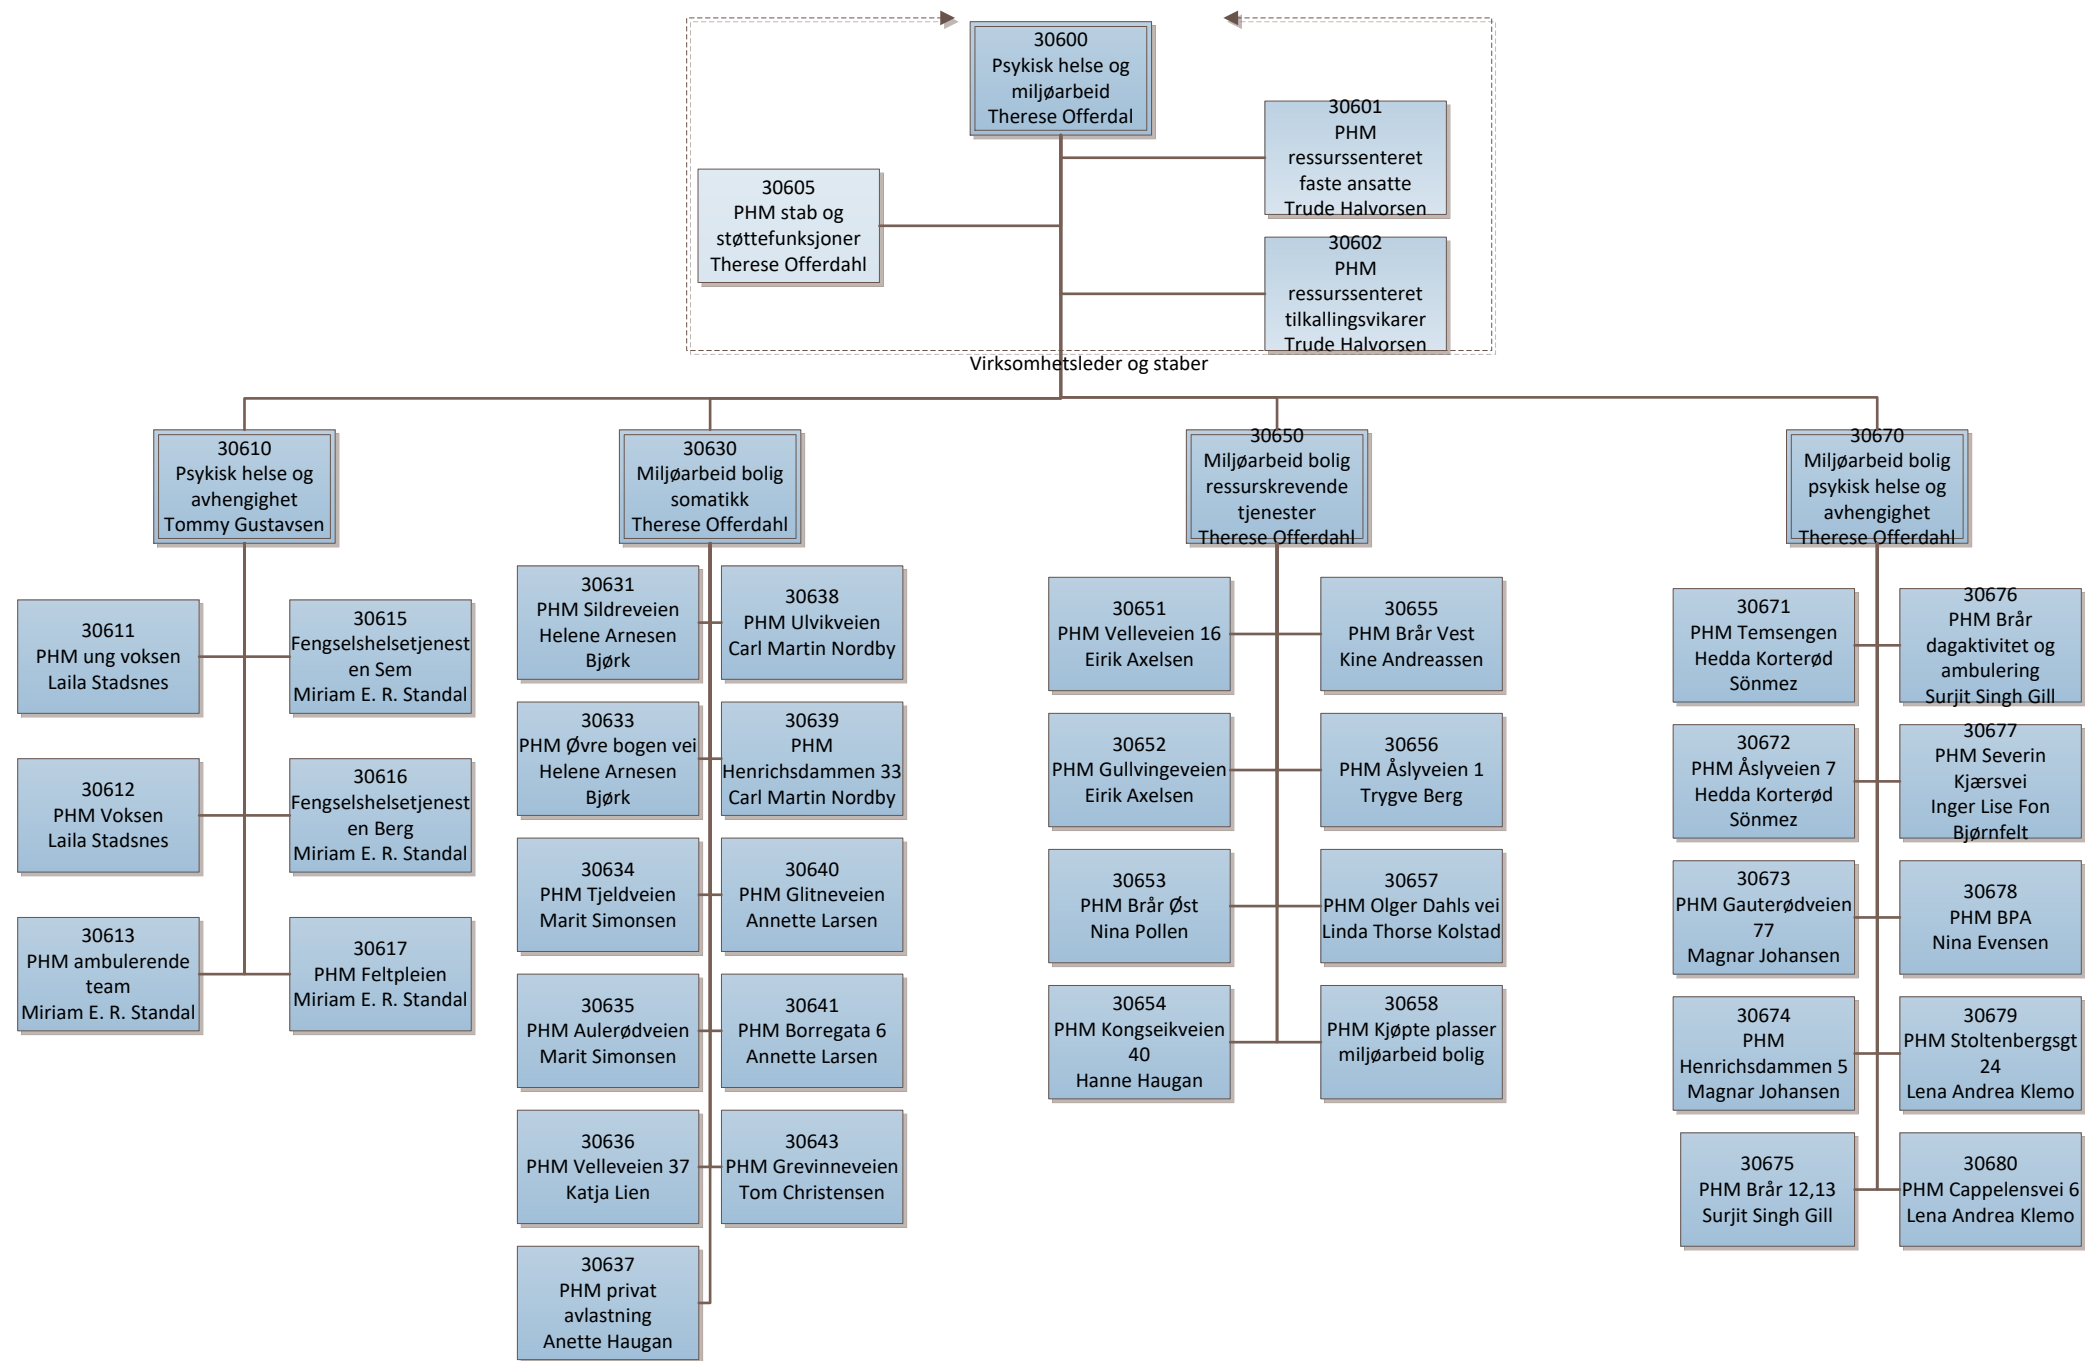 30600
Psykisk helse og
miljøarbeid
Therese Offerdal
30601
PHM
ressurssenteret
faste ansatte
Trude Halvorsen
30605
PHM stab og
støttefunksjoner
Therese Offerdahl
30602
PHM
ressurssenteret
tilkallingsvikarer
Trude Halvorsen
Virksomhetsleder og staber
30610
Psykisk helse og
avhengighet
Tommy Gustavsen
30630
Miljøarbeid bolig
somatikk
Therese Offerdahl
30650
Miljøarbeid bolig
ressurskrevende
tjenester
Therese Offerdahl
30670
Miljøarbeid bolig
psykisk helse og
avhengighet
Therese Offerdahl
30611
PHM ung voksen
Laila Stadsnes
30615
Fengselshelsetjenest
en Sem
Miriam E. R. Standal
30612
PHM Voksen
Laila Stadsnes
30616
Fengselshelsetjenest
en Berg
Miriam E. R. Standal
30613
PHM ambulerende
team
Miriam E. R. Standal
30617
PHM Feltpleien
Miriam E. R. Standal
30631
PHM Sildreveien
Helene Arnesen
Bjørk
30638
PHM Ulvikveien
Carl Martin Nordby
30633
PHM Øvre bogen vei
Helene Arnesen
Bjørk
30639
PHM
Henrichsdammen 33
Carl Martin Nordby
30634
PHM Tjeldveien
Marit Simonsen
30640
PHM Glitneveien
Annette Larsen
30635
PHM Aulerødveien
Marit Simonsen
30641
PHM Borregata 6
Annette Larsen
30636
PHM Velleveien 37
Katja Lien
30643
PHM Grevinneveien
Tom Christensen
30637
PHM privat
avlastning
Anette Haugan
30651
PHM Velleveien 16
Eirik Axelsen
30655
PHM Brår Vest
Kine Andreassen
30652
PHM Gullvingeveien
Eirik Axelsen
30656
PHM Åslyveien 1
Trygve Berg
30653
PHM Brår Øst
Nina Pollen
30657
PHM Olger Dahls vei
Linda Thorse Kolstad
30654
PHM Kongseikveien
40
Hanne Haugan
30658
PHM Kjøpte plasser
miljøarbeid bolig
30671
PHM Temsengen
Hedda Korterød
Sönmez
30676
PHM Brår
dagaktivitet og
ambulering
Surjit Singh Gill
30672
PHM Åslyveien 7
Hedda Korterød
Sönmez
30677
PHM Severin
Kjærsvei
Inger Lise Fon
Bjørnfelt
30673
PHM Gauterødveien
77
Magnar Johansen
30678
PHM BPA
Nina Evensen
30674
PHM
Henrichsdammen 5
Magnar Johansen
30679
PHM Stoltenbergsgt
24
Lena Andrea Klemo
30675
PHM Brår 12,13
Surjit Singh Gill
30680
PHM Cappelensvei 6
Lena Andrea Klemo